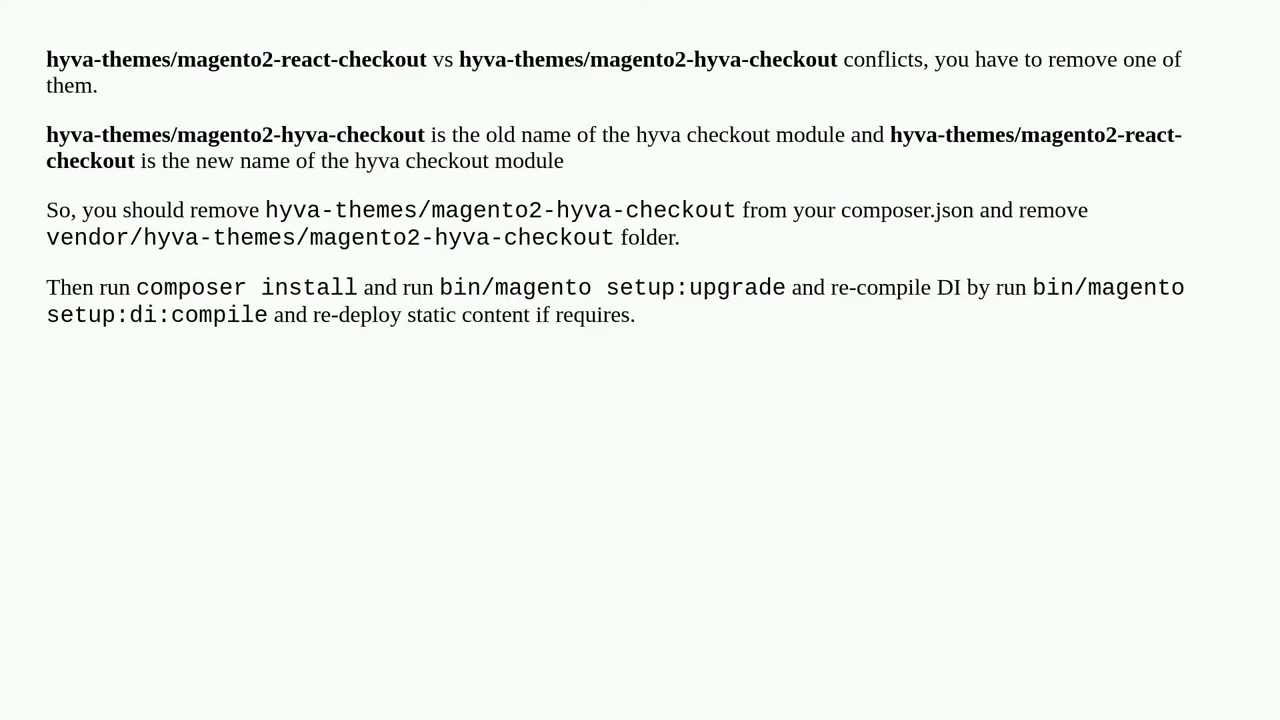 hyva-themes/magento2-react-checkout vs hyva-themes/magento2-hyva-checkout conflicts, you have to remove one of
them.
hyva-themes/magento2-hyva-checkout is the old name of the hyva checkout module and hyva-themes/magento2-react-
checkout is the new name of the hyva checkout module
So, you should remove hyva-themes/magento2-hyva-checkout from your composer.json and remove
vendor/hyva-themes/magento2-hyva-checkout folder.
Then run composer install and run bin/magento setup:upgrade and re-compile DI by run bin/magento
setup:di:compile and re-deploy static content if requires.